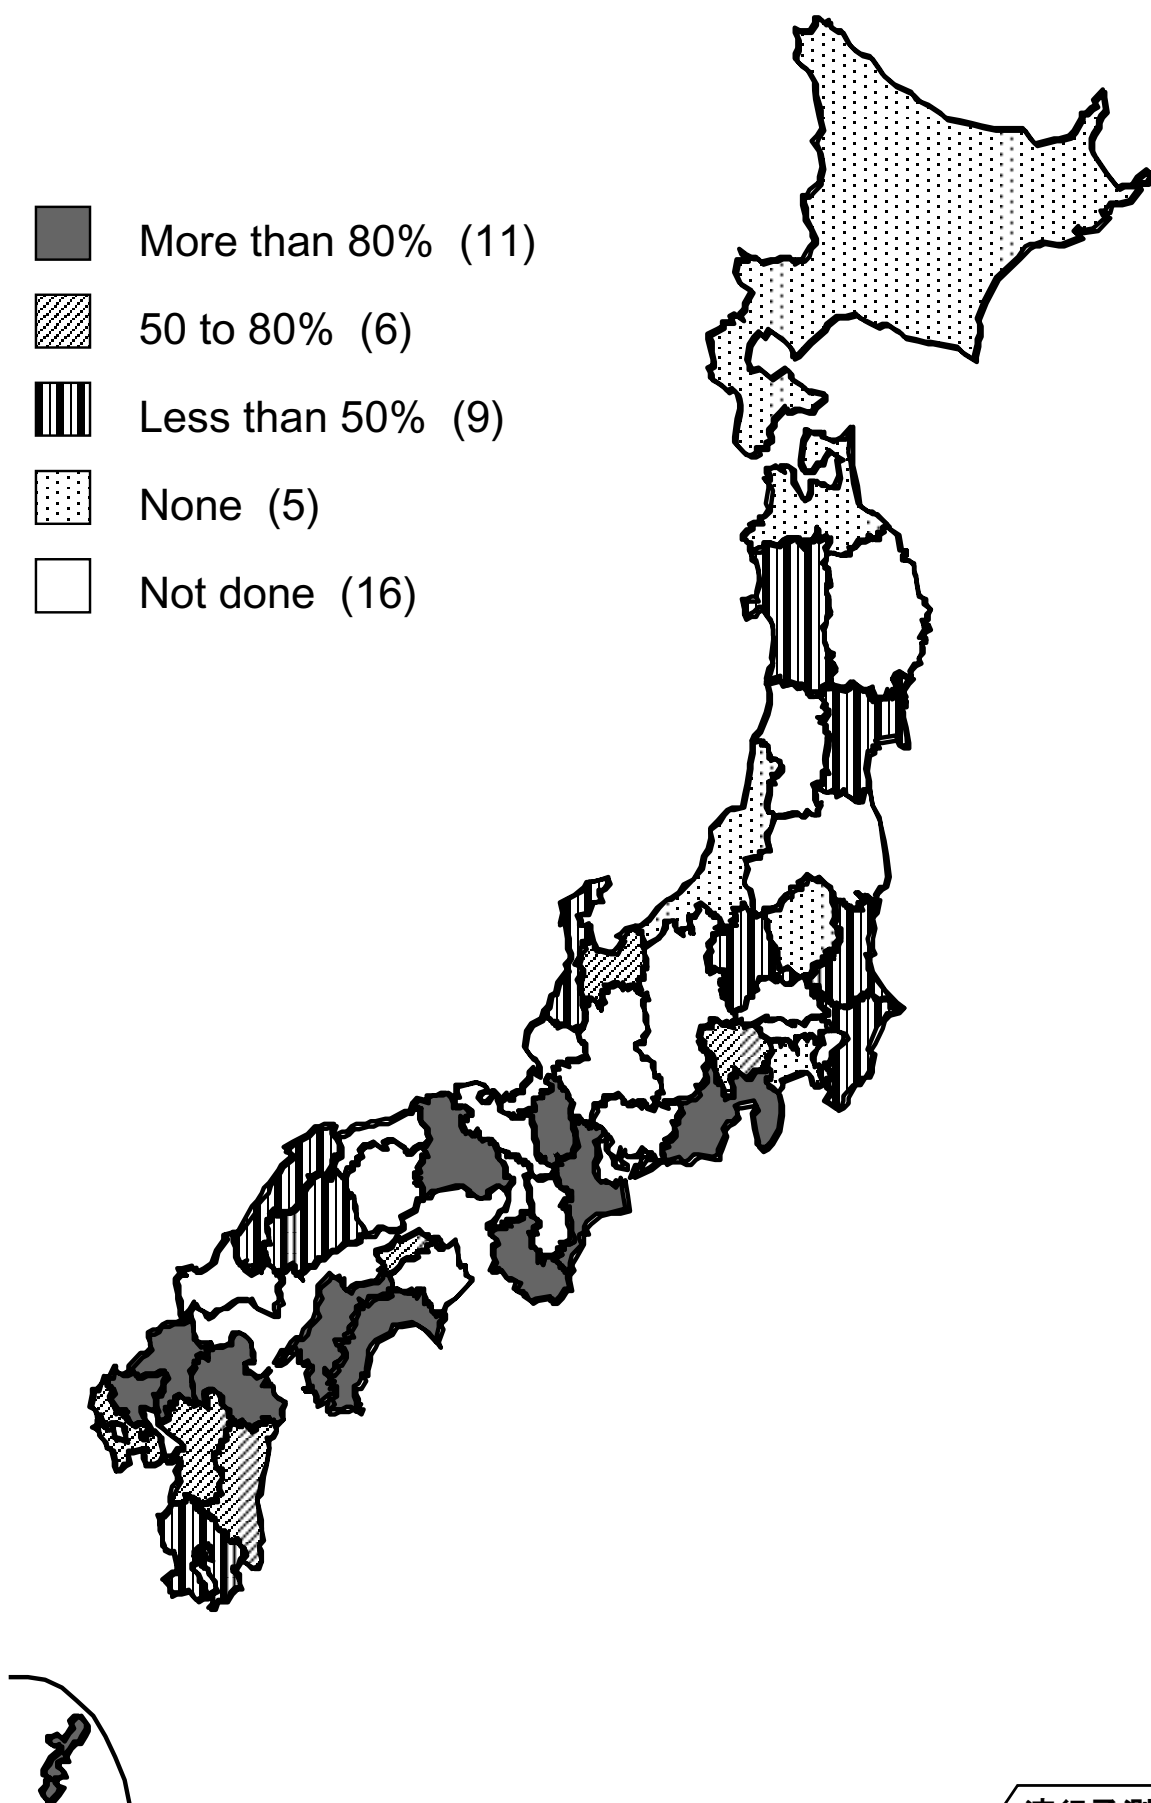 More than 80% (11)
50 to 80% (6)
Less than 50% (9)
None (5)
Not done (16)